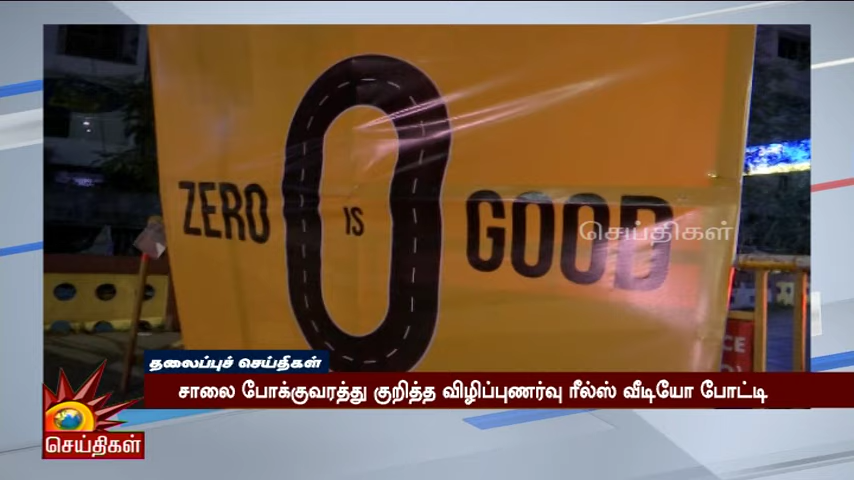 ZERO IS GOOD
செய்திகள்
தலைப்புச் செய்திகள்
சாலை போக்குவரத்து குறித்த விழிப்புணர்வு ரீல்ஸ் வீடியோ போட்டி
செய்திகள்